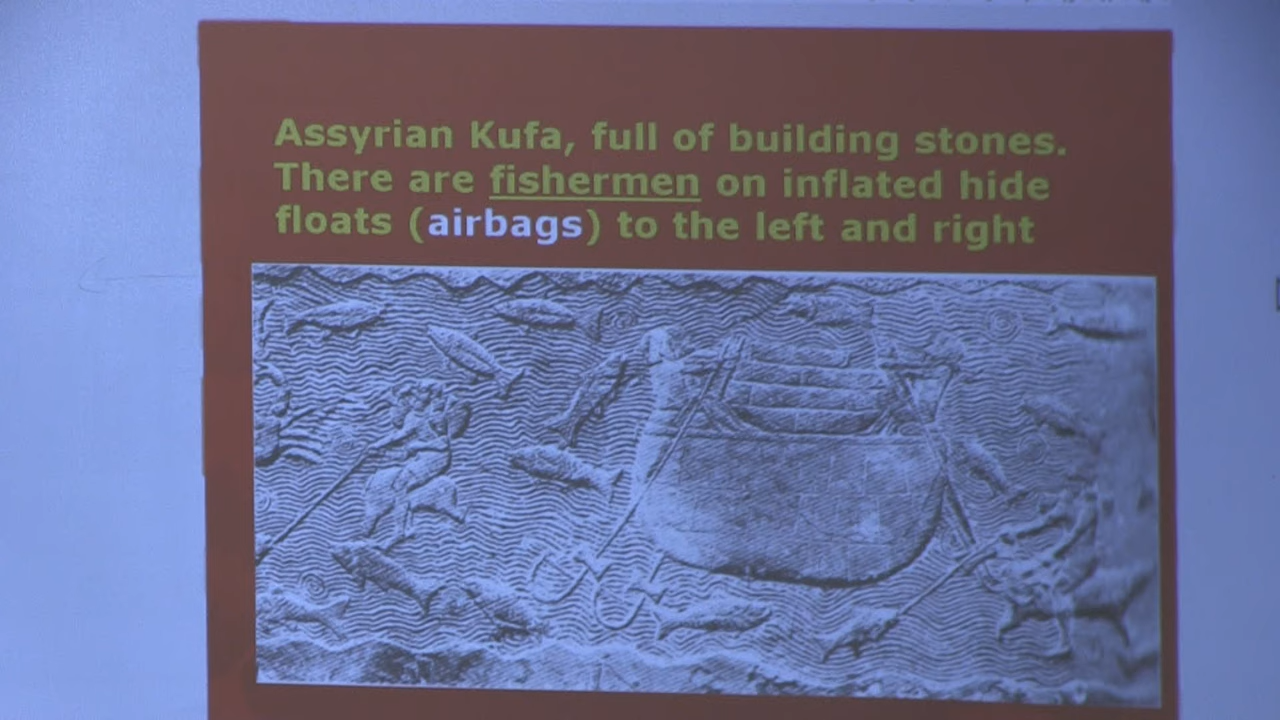 Assyrian Kufa, full of building stones.
There are fishermen on inflated hide
floats (airbags) to the left and right